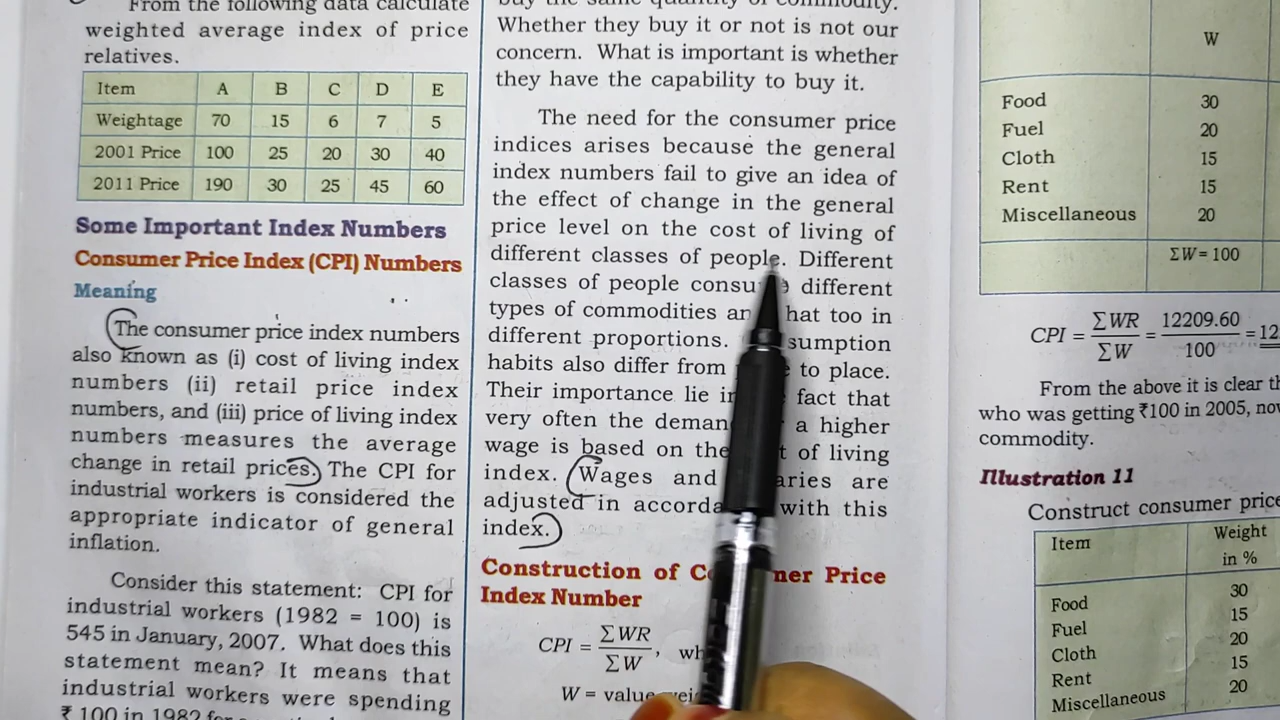 From the following data calculate
weighted average index of price
relatives.
Item A B C D E
Weightage 70 15 6 7 5
2001 Price 100 25 20 30 40
2011 Price 190 30 25 45 60
Some Important Index Numbers
Consumer Price Index (CPI) Numbers
Meaning
The consumer price index numbers
also known as (i) cost of living index
numbers (ii) retail price index
numbers, and (iii) price of living index
numbers measures the average
change in retail prices. The CPI for
industrial workers is considered the
appropriate indicator of general
inflation.
Consider this statement: CPI for
industrial workers (1982 = 100) is
545 in January, 2007. What does this
statement mean? It means that
industrial workers were spending
₹ 100 in 1982 for
buy the same quantity of commodity.
Whether they buy it or not is not our
concern. What is important is whether
they have the capability to buy it.
The need for the consumer price
indices arises because the general
index numbers fail to give an idea of
the effect of change in the general
price level on the cost of living of
different classes of people. Different
classes of people different
types of commodities too in
different proportions.
habits also differ from to place.
Their importance lie fact that
very often the a higher
wage is based on the of living
index. Wages and are
adjusted in with this
index.
Construction of Price
Index Number
CPI = ΣWR / ΣW ,
W = value
W
Food 30
Fuel 20
Cloth 15
Rent 15
Miscellaneous 20
ΣW = 100
CPI = ΣWR / ΣW = 12209.60 / 100 =
From the above it is clear
who was getting ₹100 in 2005,
commodity.
Illustration 11
Construct consumer price
Item Weight
in %
Food 30
Fuel 15
Cloth 20
Rent 15
Miscellaneous 20